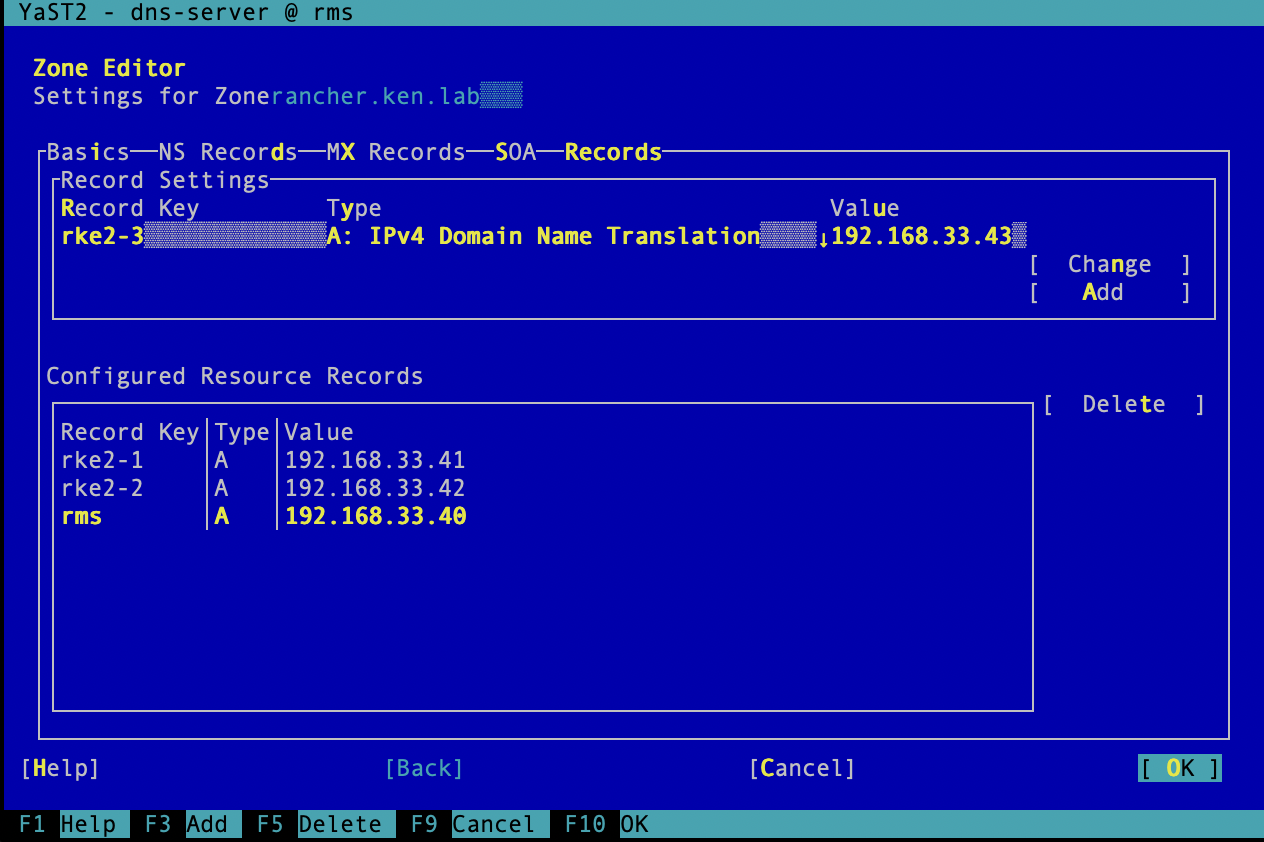 YaST2 - dns-server @ rms
Zone Editor
Settings for Zonerancher.ken.lab
Basics NS Records MX Records SOA Records
Record Settings
Record Key Type Value
rke2-3 A: IPv4 Domain Name Translation ↓192.168.33.43
[ Change ]
[ Add ]
Configured Resource Records
[ Delete ]
Record Key Type Value
rke2-1 A 192.168.33.41
rke2-2 A 192.168.33.42
rms A 192.168.33.40
[Help] [Back] [Cancel] [ OK ]
F1 Help F3 Add F5 Delete F9 Cancel F10 OK